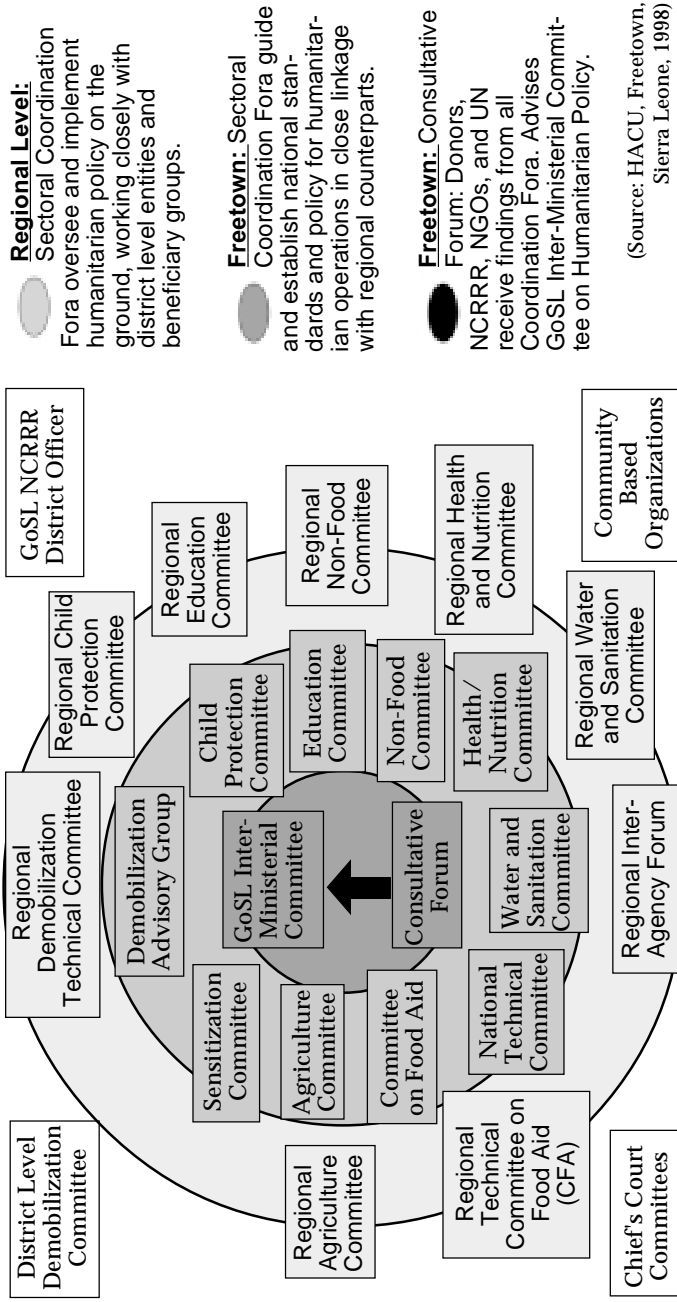 District Level
Demobilization
Committee
Regional
Demobilization
Technical Committee
GoSL NCRRR
District Officer
Regional Child
Protection
Committee
Demobilization
Advisory Group
Sensitization
Committee
Child
Protection
Committee
Regional
Education
Committee
Regional
Agriculture
Committee
Agriculture
Committee
GoSL Inter-
Ministerial
Committee
Education
Committee
Regional
Non-Food
Committee
Committee
on Food Aid
Consultative
Forum
Non-Food
Committee
Regional
Technical
Committee on
Food Aid
(CFA)
National
Technical
Committee
Water and
Sanitation
Committee
Health/
Nutrition
Committee
Regional Health
and Nutrition
Committee
Chief's Court
Committees
Regional Inter-
Agency Forum
Regional Water
and Sanitation
Committee
Community
Based
Organizations
Regional Level:
Sectoral Coordination
Fora oversee and implement
humanitarian policy on the
ground, working closely with
district level entities and
beneficiary groups.
Freetown: Sectoral
Coordination Fora guide
and establish national stan-
dards and policy for humanitar-
ian operations in close linkage
with regional counterparts.
Freetown: Consultative
Forum: Donors,
NCRRR, NGOs, and UN
receive findings from all
Coordination Fora. Advises
GoSL Inter-Ministerial Commit-
tee on Humanitarian Policy.
(Source: HACU, Freetown,
Sierra Leone, 1998)